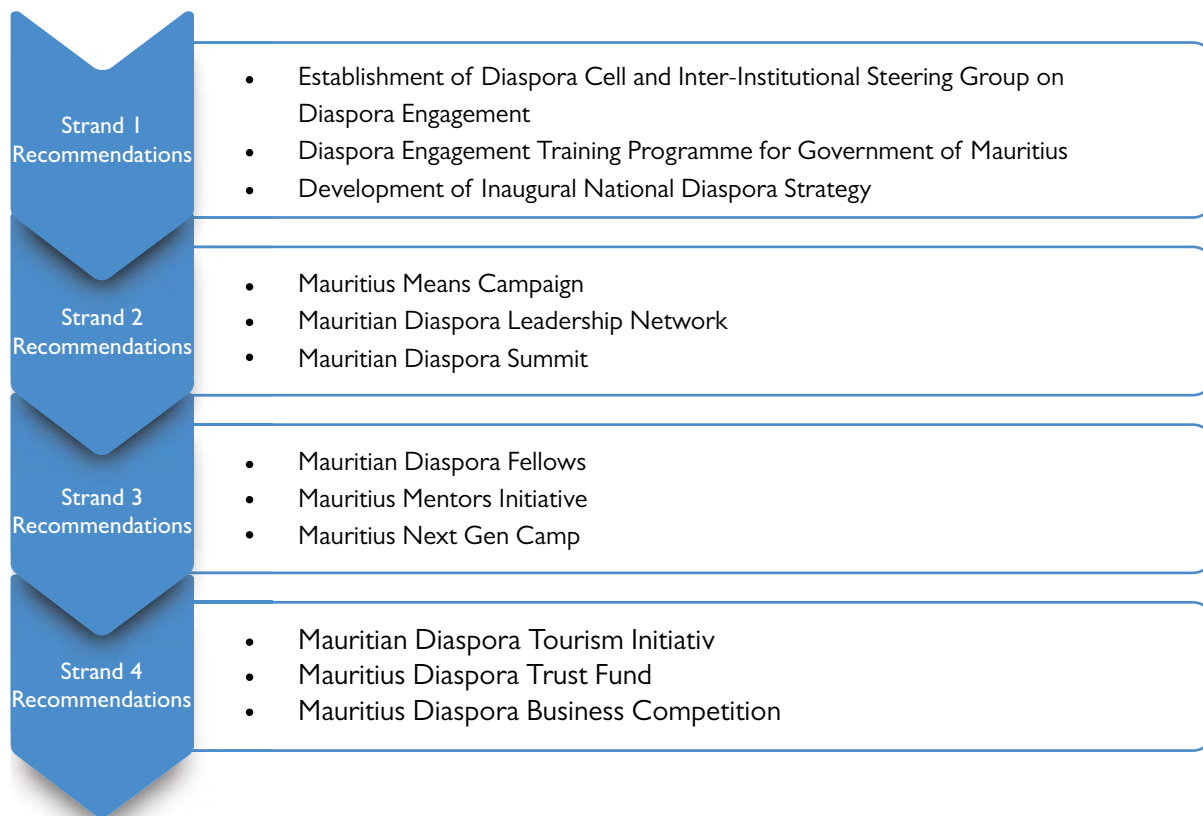 Strand 1
Recommendations
• Establishment of Diaspora Cell and Inter-Institutional Steering Group on
Diaspora Engagement
• Diaspora Engagement Training Programme for Government of Mauritius
• Development of Inaugural National Diaspora Strategy
Strand 2
Recommendations
• Mauritius Means Campaign
• Mauritian Diaspora Leadership Network
• Mauritian Diaspora Summit
Strand 3
Recommendations
• Mauritian Diaspora Fellows
• Mauritius Mentors Initiative
• Mauritius Next Gen Camp
Strand 4
Recommendations
• Mauritian Diaspora Tourism Initiativ
• Mauritius Diaspora Trust Fund
• Mauritius Diaspora Business Competition